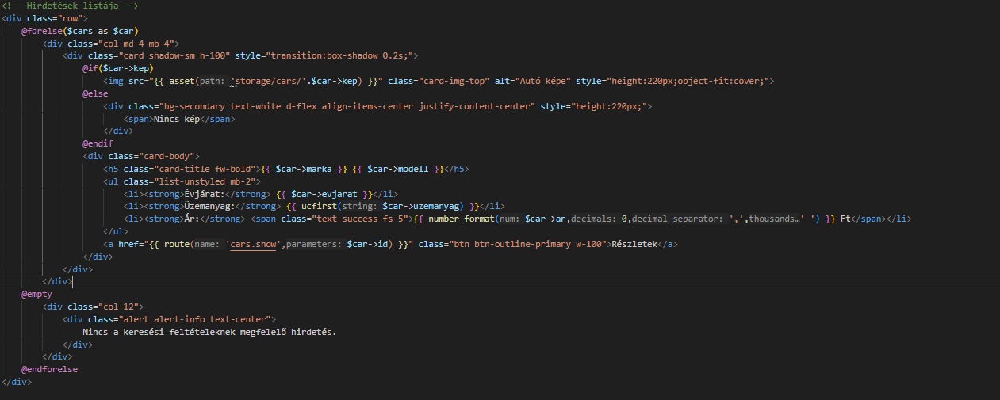 <!-- Hirdetések listája -->
<div class="row">
    @forelse($cars as $car)
        <div class="col-md-4 mb-4">
            <div class="card shadow-sm h-100" style="transition:box-shadow 0.2s;">
                @if($car->kep)
                    <img src="{{ asset(path: 'storage/cars/'.$car->kep) }}" class="card-img-top" alt="Autó képe" style="height:220px;object-fit:cover;">
                @else
                    <div class="bg-secondary text-white d-flex align-items-center justify-content-center" style="height:220px;">
                        <span>Nincs kép</span>
                    </div>
                @endif
                <div class="card-body">
                    <h5 class="card-title fw-bold">{{ $car->marka }} {{ $car->modell }}</h5>
                    <ul class="list-unstyled mb-2">
                        <li><strong>Évjárat:</strong> {{ $car->evjarat }}</li>
                        <li><strong>Üzemanyag:</strong> {{ ucfirst(string: $car->uzemanyag) }}</li>
                        <li><strong>Ár:</strong> <span class="text-success fs-5">{{ number_format(num: $car->ar,decimals: 0,decimal_separator: ',',thousands…' ') }} Ft</span></li>
                    </ul>
                    <a href="{{ route(name: 'cars.show',parameters: $car->id) }}" class="btn btn-outline-primary w-100">Részletek</a>
                </div>
            </div>
        </div>
    @empty
        <div class="col-12">
            <div class="alert alert-info text-center">
                Nincs a keresési feltételeknek megfelelő hirdetés.
            </div>
        </div>
    @endforelse
</div>